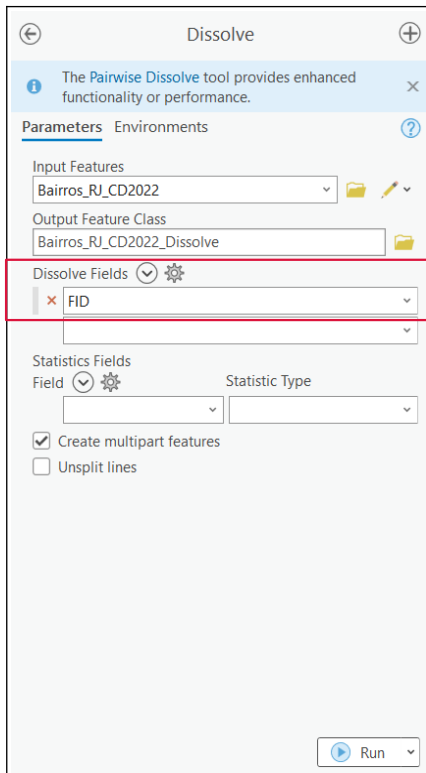 Dissolve
The Pairwise Dissolve tool provides enhanced
functionality or performance.
Parameters Environments
Input Features
Bairros_RJ_CD2022
Output Feature Class
Bairros_RJ_CD2022_Dissolve
Dissolve Fields
FID
Statistics Fields
Field Statistic Type
Create multipart features
Unsplit lines
Run